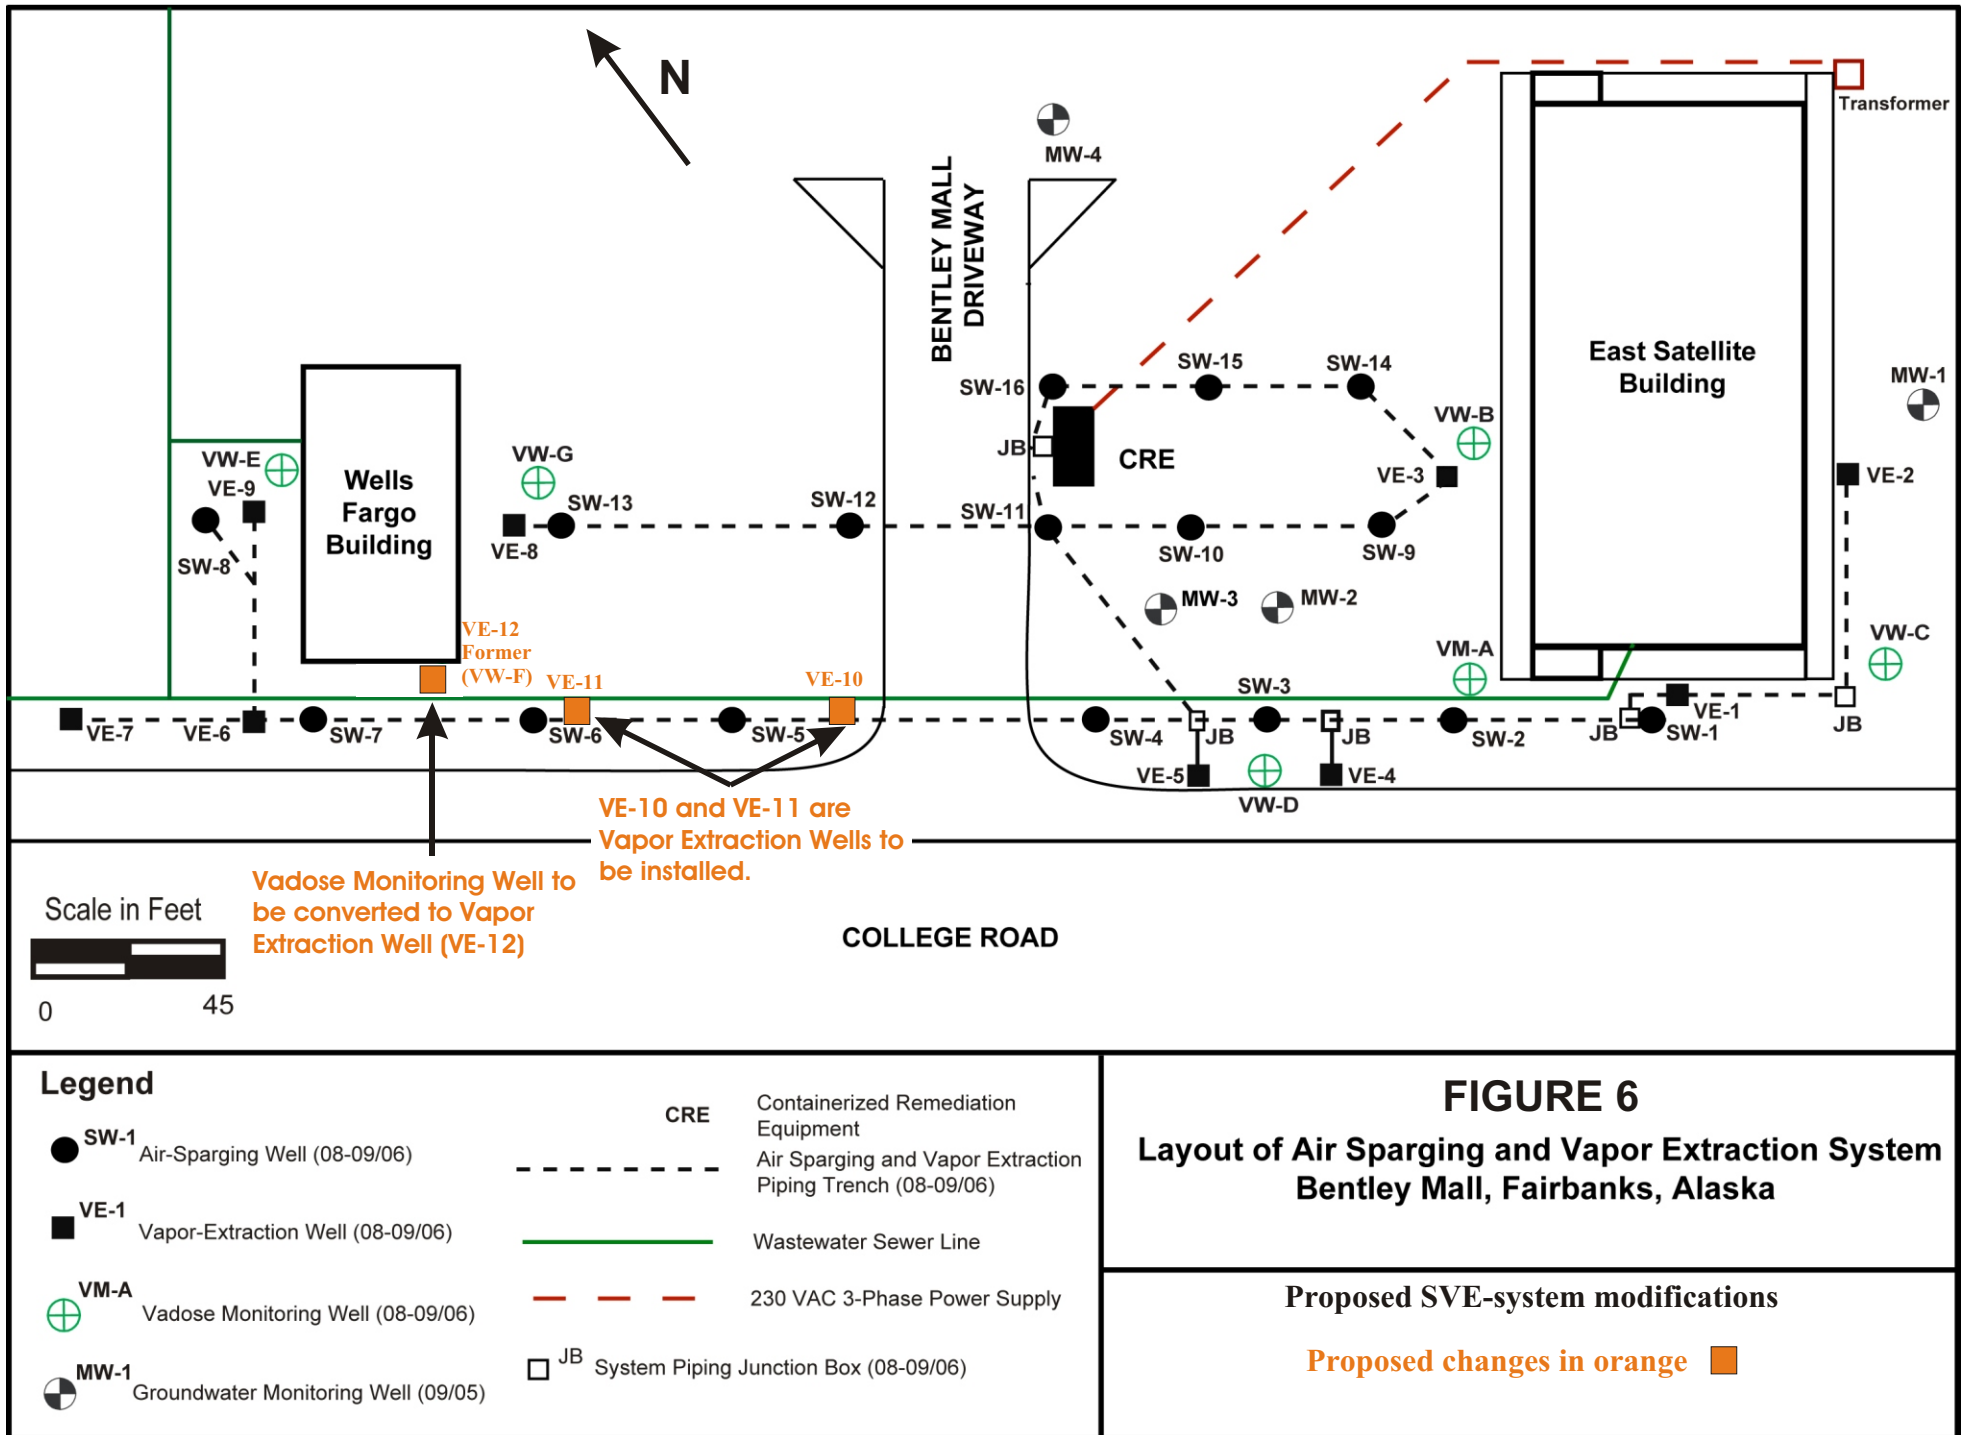 N
Transformer
MW-4
BENTLEY MALL
DRIVEWAY
East Satellite
Building
MW-1
SW-16
SW-15
SW-14
VW-B
JB
CRE
VE-3
VE-2
VW-E
VE-9
SW-8
Wells
Fargo
Building
VW-G
SW-13
VE-8
SW-12
SW-11
SW-10
SW-9
MW-3
MW-2
VM-A
VW-C
VE-12
Former
(VW-F)
VE-11
VE-10
SW-3
VE-7
VE-6
SW-7
SW-6
SW-5
SW-4
JB
JB
SW-2
JB
SW-1
VE-1
JB
VE-5
VW-D
VE-4
VE-10 and VE-11 are
Vapor Extraction Wells to
be installed.
Vadose Monitoring Well to
be converted to Vapor
Extraction Well (VE-12)
Scale in Feet
0
45
COLLEGE ROAD
Legend
SW-1
Air-Sparging Well (08-09/06)
VE-1
Vapor-Extraction Well (08-09/06)
VM-A
Vadose Monitoring Well (08-09/06)
MW-1
Groundwater Monitoring Well (09/05)
CRE
Containerized Remediation
Equipment
Air Sparging and Vapor Extraction
Piping Trench (08-09/06)
Wastewater Sewer Line
230 VAC 3-Phase Power Supply
JB
System Piping Junction Box (08-09/06)
FIGURE 6
Layout of Air Sparging and Vapor Extraction System
Bentley Mall, Fairbanks, Alaska
Proposed SVE-system modifications
Proposed changes in orange